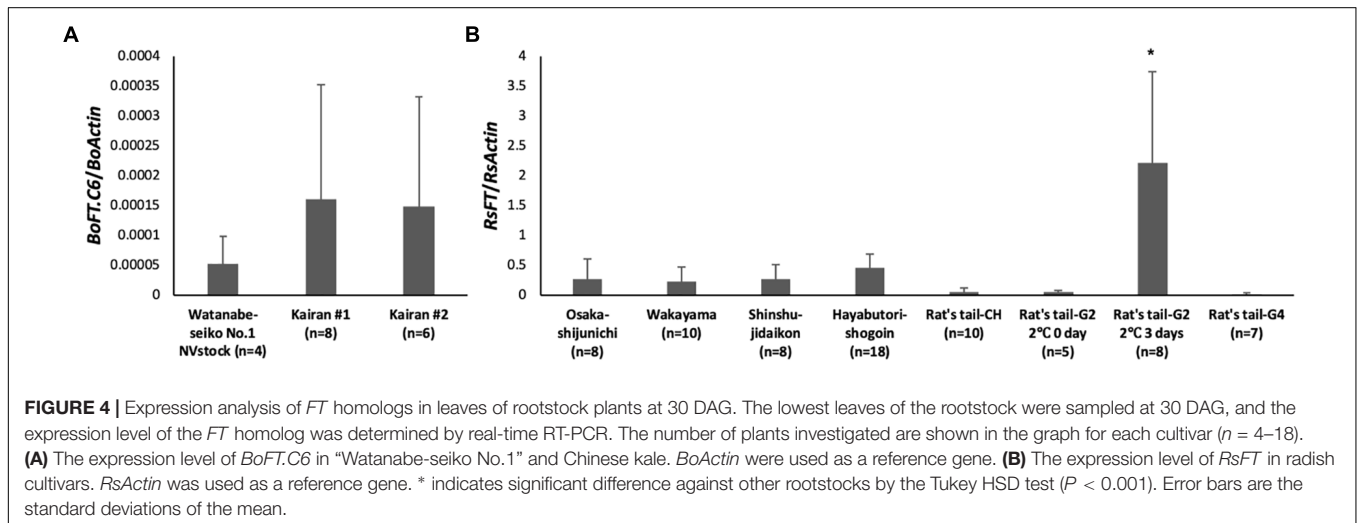 A
BoFT.C6/BoActin
0.0004
0.00035
0.0003
0.00025
0.0002
0.00015
0.0001
0.00005
0
Watanabe-
seiko No.1
NVstock (n=4)
Kairan #1
(n=8)
Kairan #2
(n=6)
B
RsFT/RsActin
4
3.5
3
2.5
2
1.5
1
0.5
0
*
Osaka-
shijunichi
(n=8)
Wakayama
(n=10)
Shinshu-
jidaikon
(n=8)
Hayabutori-
shogoin
(n=18)
Rat's tail-CH
(n=10)
Rat's tail-G2
2°C 0 day
(n=5)
Rat's tail-G2
2°C 3 days
(n=8)
Rat's tail-G4
(n=7)
FIGURE 4 | Expression analysis of FT homologs in leaves of rootstock plants at 30 DAG. The lowest leaves of the rootstock were sampled at 30 DAG, and the
expression level of the FT homolog was determined by real-time RT-PCR. The number of plants investigated are shown in the graph for each cultivar (n = 4–18).
(A) The expression level of BoFT.C6 in “Watanabe-seiko No.1” and Chinese kale. BoActin were used as a reference gene. (B) The expression level of RsFT in radish
cultivars. RsActin was used as a reference gene. * indicates significant difference against other rootstocks by the Tukey HSD test (P < 0.001). Error bars are the
standard deviations of the mean.